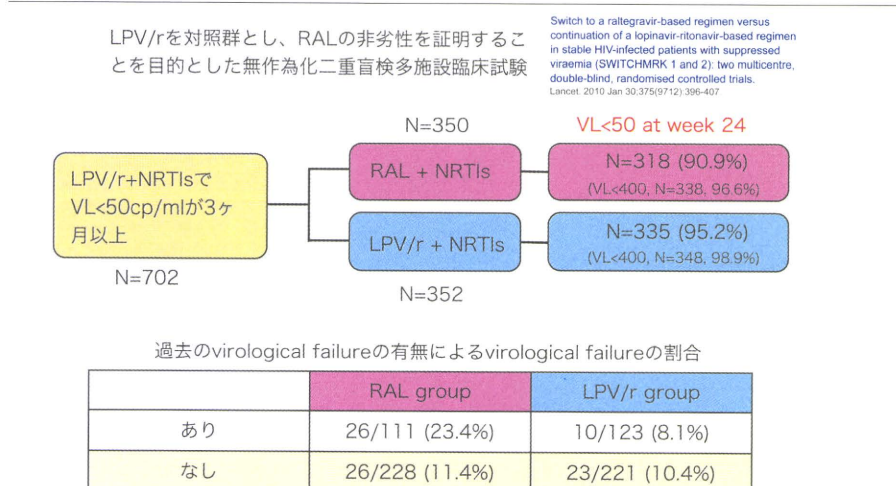 LPV/rを対照群とし、RALの非劣性を証明するこ
とを目的とした無作為化二重盲検多施設臨床試験
Switch to a raltegravir-based regimen versus
continuation of a lopinavir-ritonavir-based regimen
in stable HIV-infected patients with suppressed
viraemia (SWITCHMRK 1 and 2): two multicentre,
double-blind, randomised controlled trials.
Lancet. 2010 Jan 30;375(9712):396-407
LPV/r+NRTIsで
VL<50cp/mlが3ヶ
月以上
N=702
N=350
RAL + NRTIs
LPV/r + NRTIs
N=352
VL<50 at week 24
N=318 (90.9%)
(VL<400, N=338, 96.6%)
N=335 (95.2%)
(VL<400, N=348, 98.9%)
過去のvirological failureの有無によるvirological failureの割合
RAL group LPV/r group
あり 26/111 (23.4%) 10/123 (8.1%)
なし 26/228 (11.4%) 23/221 (10.4%)